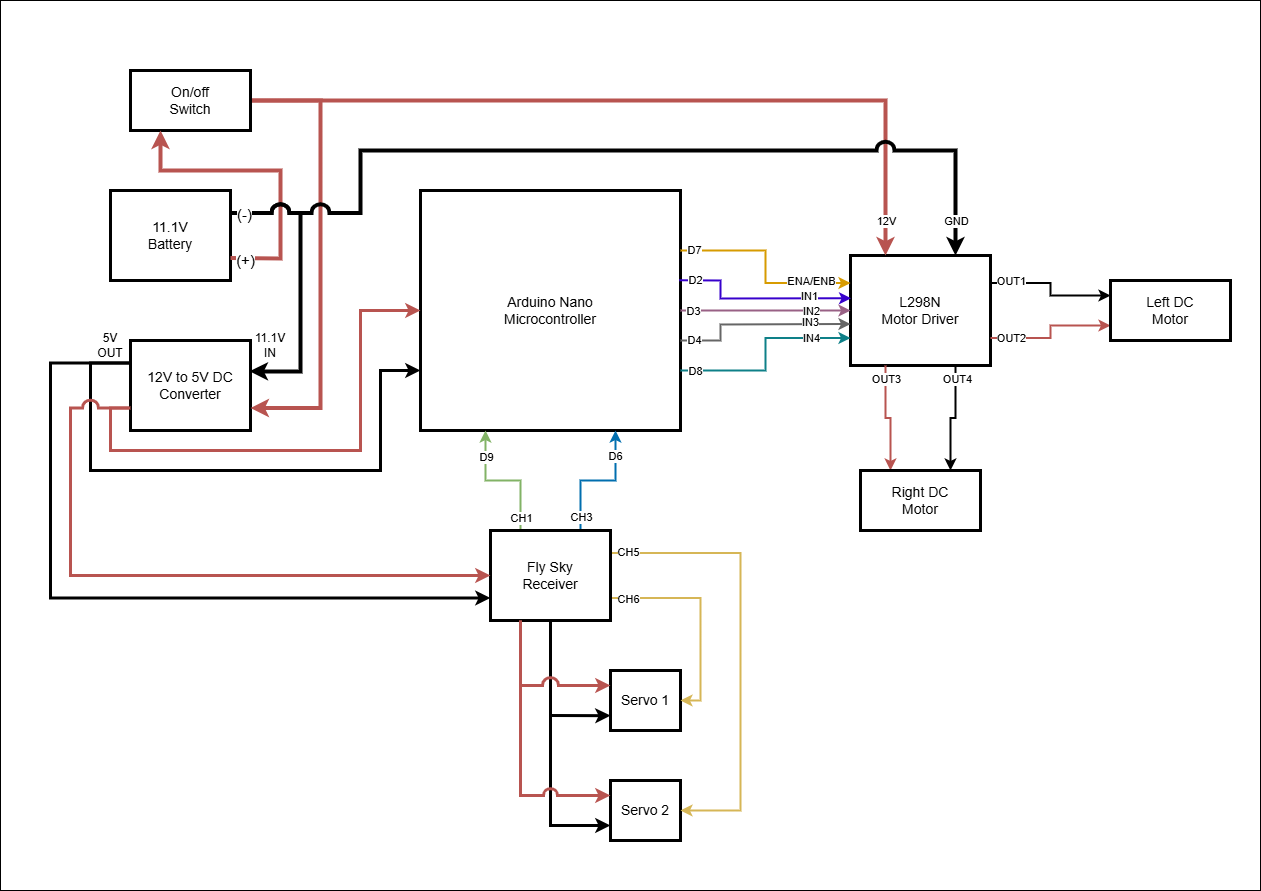 On/off
Switch
11.1V
Battery
(-)
(+)
12V
GND
Arduino Nano
Microcontroller
D7
D2
D3
D4
D8
ENA/ENB
IN1
IN2
IN3
IN4
L298N
Motor Driver
OUT1
OUT2
Left DC
Motor
5V
OUT
11.1V
IN
12V to 5V DC
Converter
OUT3
OUT4
Right DC
Motor
D9
D6
CH1
CH3
Fly Sky
Receiver
CH5
CH6
Servo 1
Servo 2